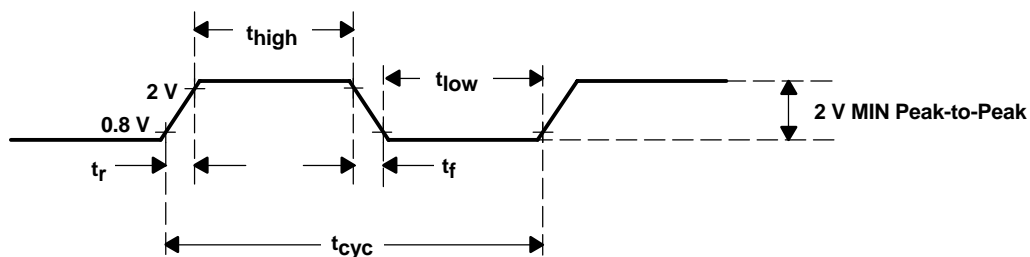 thigh
2 V
tlow
0.8 V
2 V MIN Peak-to-Peak
tr
tf
tcyc